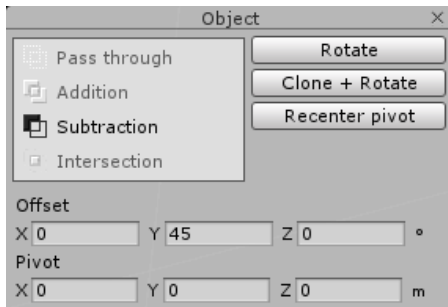 Object ×
Pass through
Addition
Subtraction
Intersection
Rotate
Clone + Rotate
Recenter pivot
Offset
X 0 Y 45 Z 0 °
Pivot
X 0 Y 0 Z 0 m